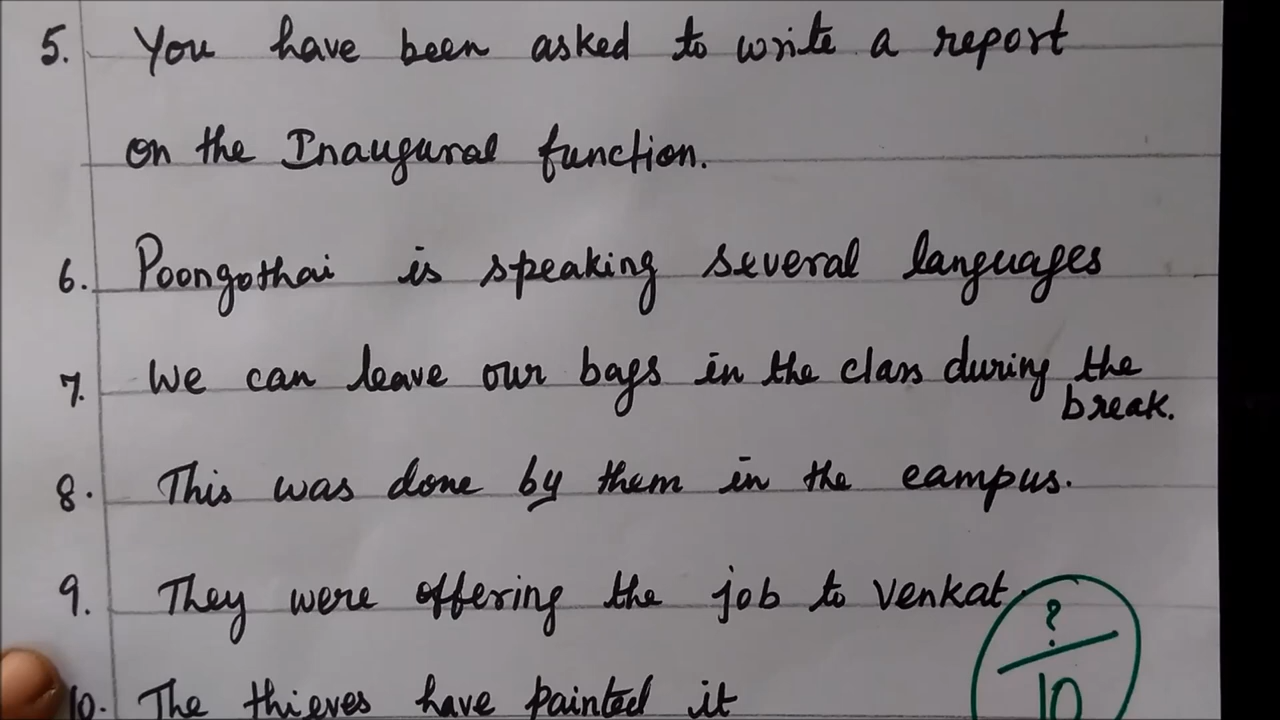 5. You have been asked to write a report
on the Inaugural function.
6. Poongothai is speaking several languages
7. We can leave our bags in the class during the
break.
8. This was done by them in the campus.
9. They were offering the job to Venkat
?
10. The thieves have painted it
10